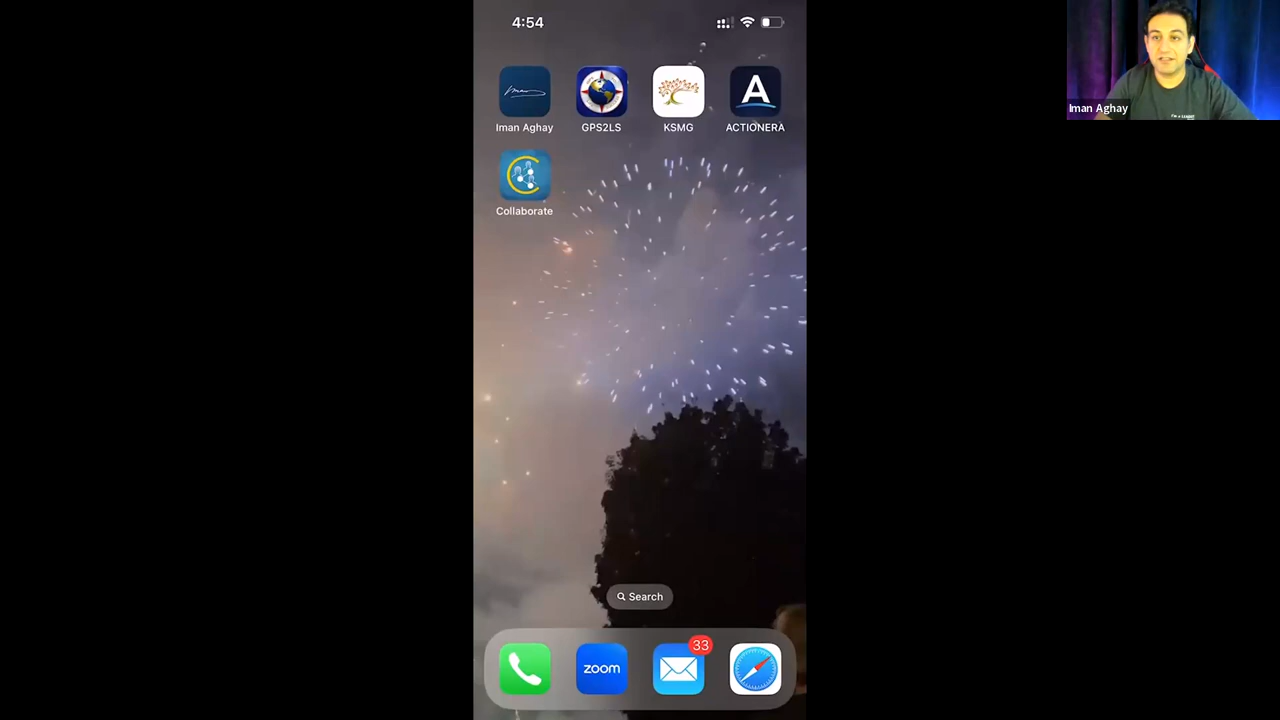 4:54
Iman Aghay
Iman Aghay
GPS2LS
KSMG
A
ACTIONERA
Collaborate
Search
33
zoom